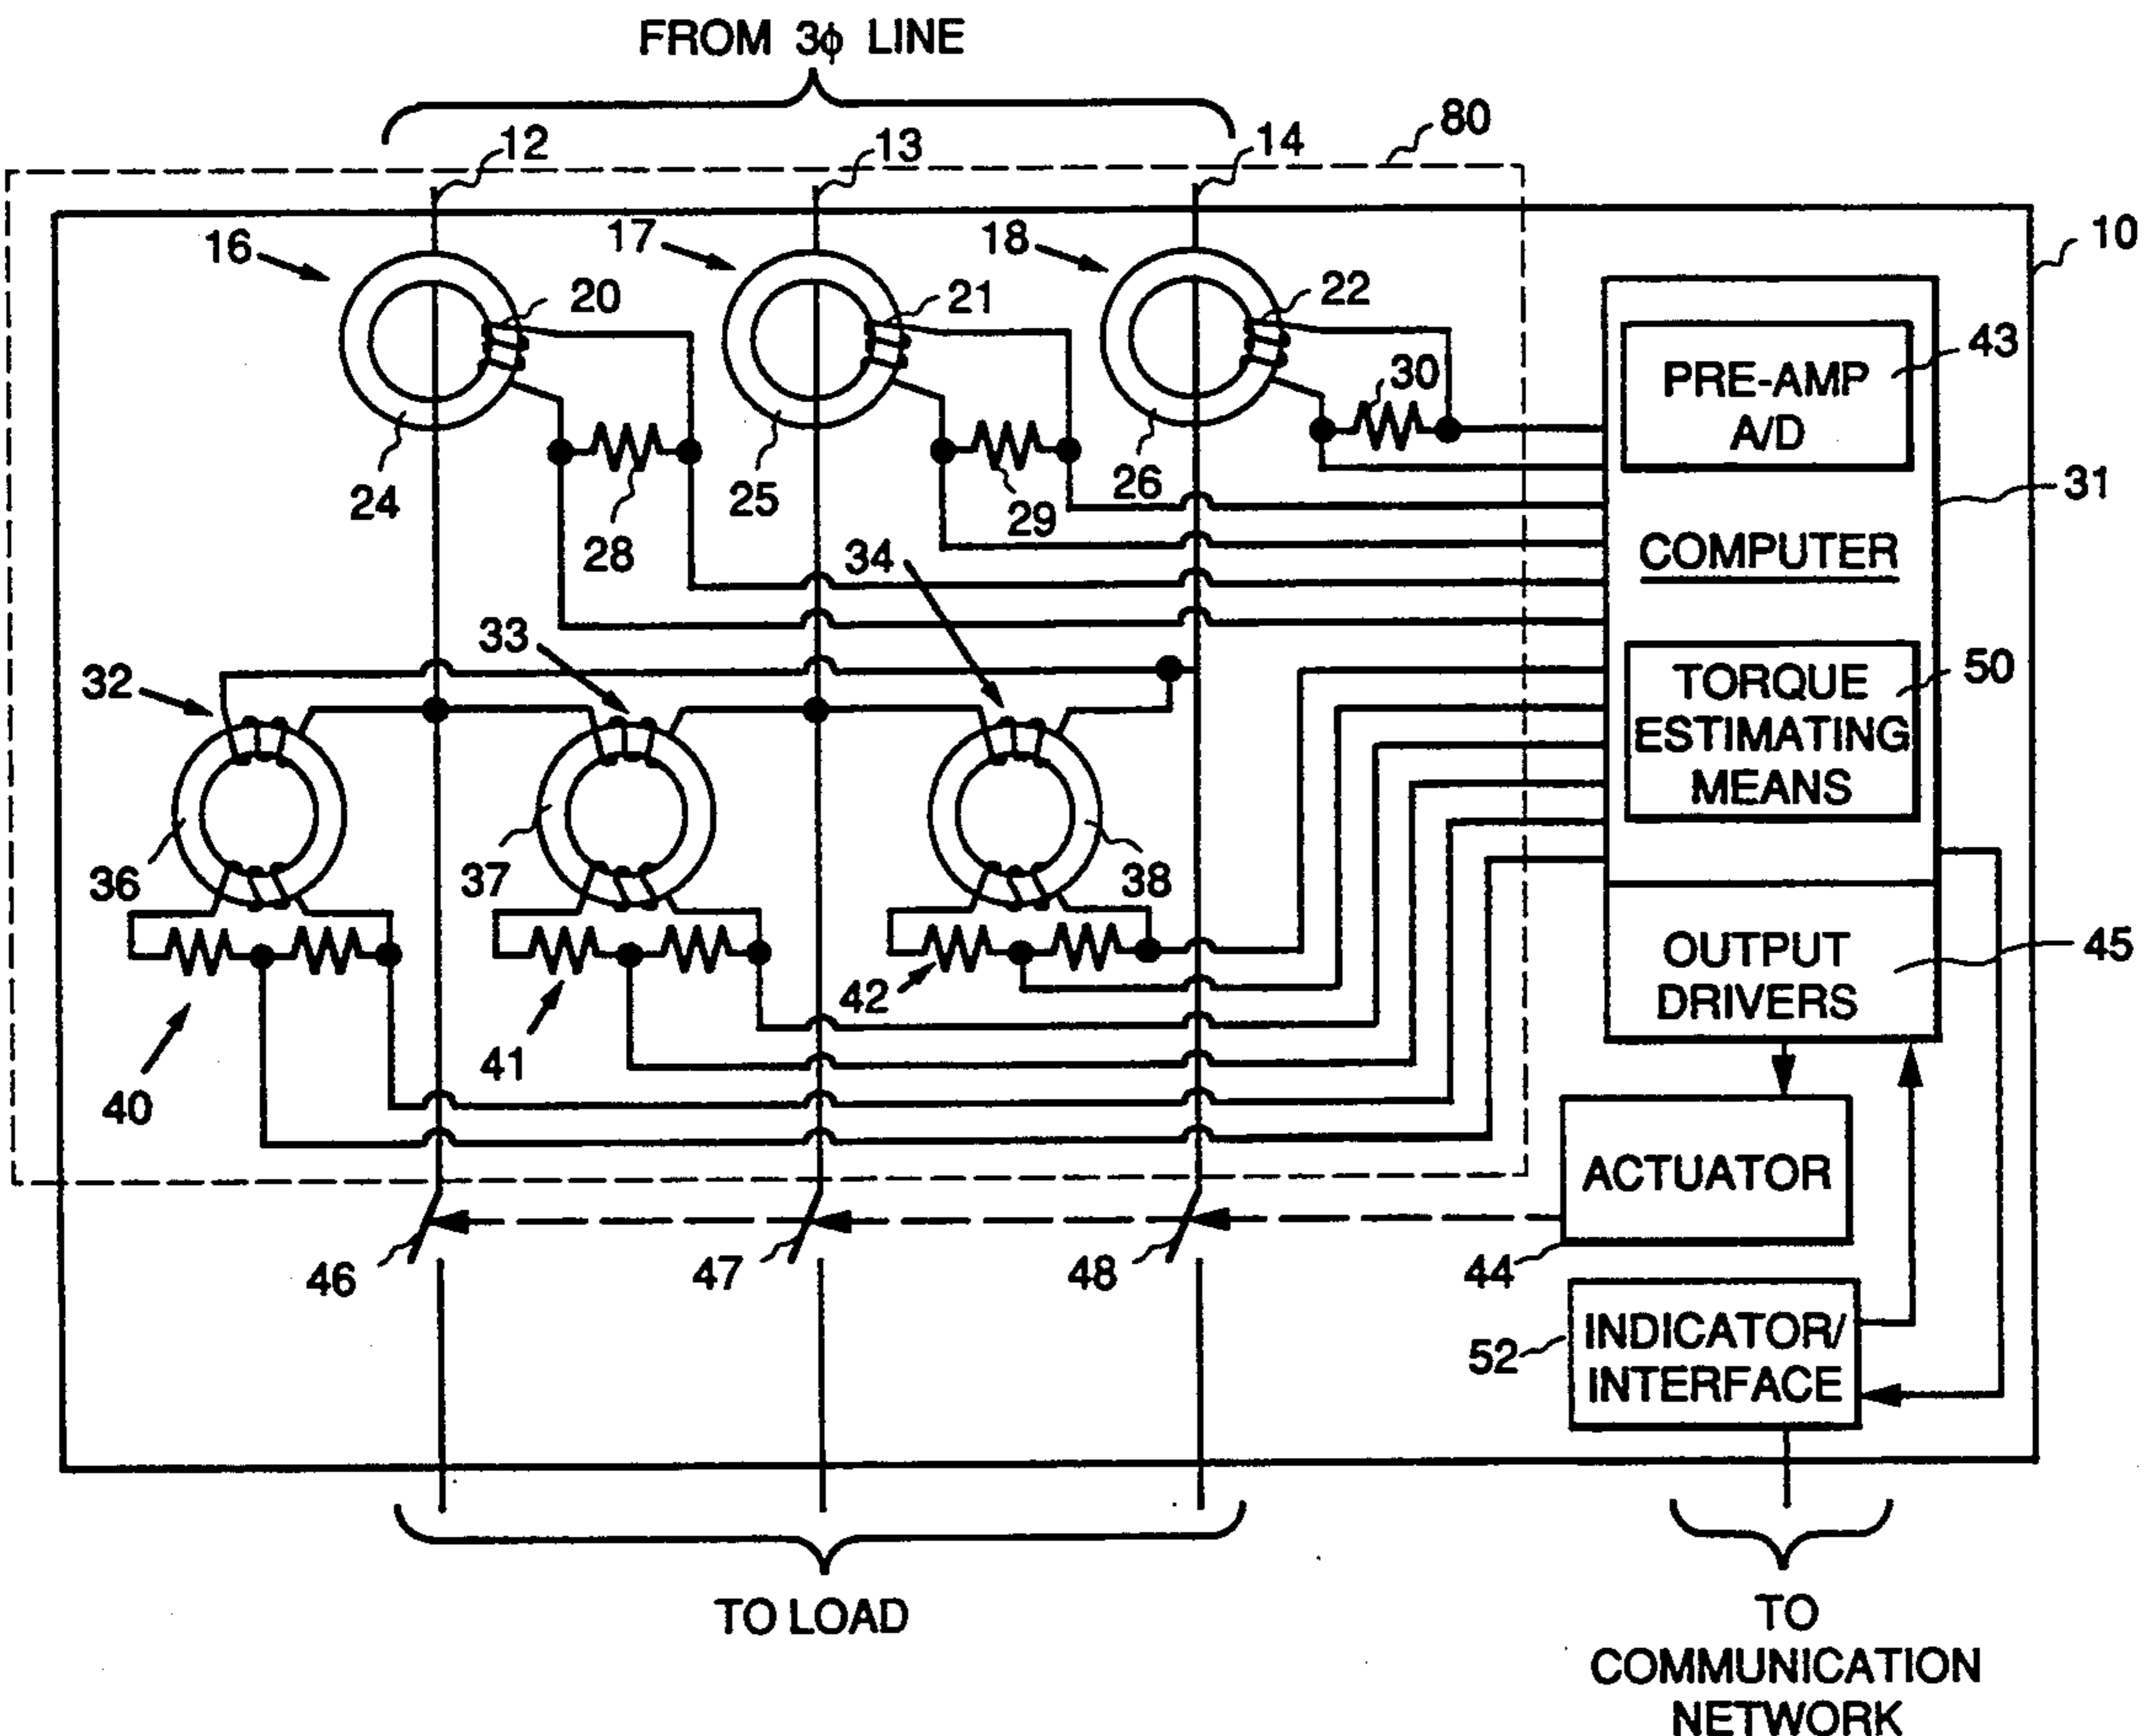 FROM 3ϕ LINE
80
12
13
14
10
16
17
18
20
21
22
43
PRE-AMP
A/D
30
31
24
25
26
28
29
COMPUTER
34
33
32
50
TORQUE
ESTIMATING
MEANS
36
37
38
45
OUTPUT
DRIVERS
42
41
40
ACTUATOR
46
47
48
44
52
INDICATOR/
INTERFACE
TO LOAD
TO
COMMUNICATION
NETWORK